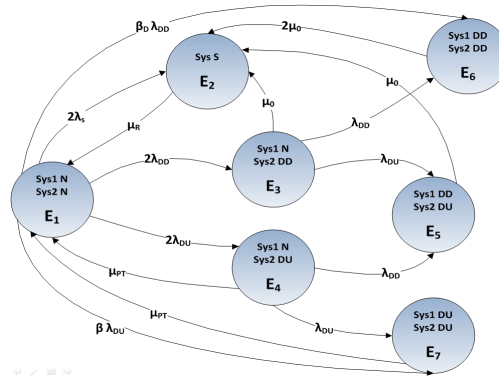 β_D λ_DD
2μ_0
Sys1 DD
Sys2 DD
E_6
Sys S
E_2
μ_0
2λ_s
μ_R
μ_0
λ_DD
2λ_DD
Sys1 N
Sys2 DD
E_3
λ_DU
Sys1 N
Sys2 N
E_1
Sys1 DD
Sys2 DU
E_5
2λ_DU
Sys1 N
Sys2 DU
E_4
μ_PT
λ_DD
μ_PT
λ_DU
Sys1 DU
Sys2 DU
E_7
β λ_DU